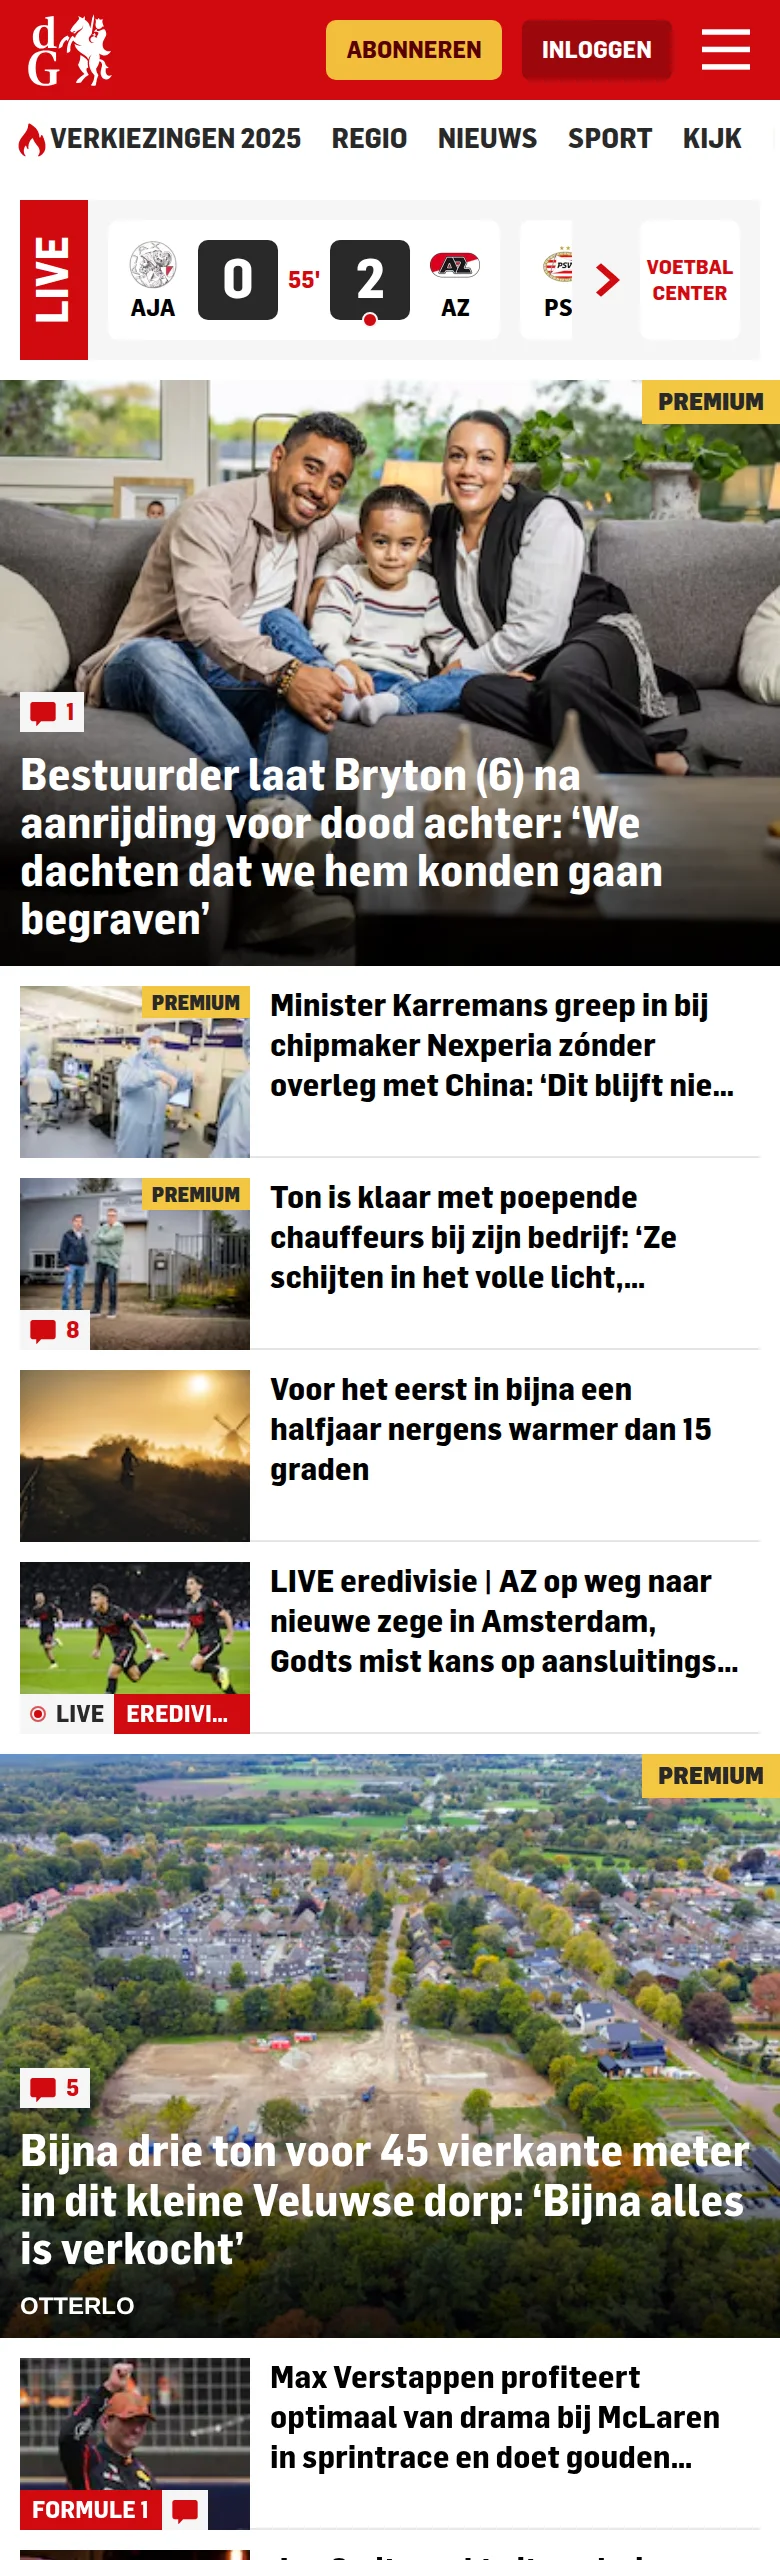 dG
ABONNEREN
INLOGGEN
VERKIEZINGEN 2025 REGIO NIEUWS SPORT KIJK
LIVE
0 55' 2
AJA AZ
PSV
PS
VOETBAL
CENTER
PREMIUM
1
Bestuurder laat Bryton (6) na
aanrijding voor dood achter: ‘We
dachten dat we hem konden gaan
begraven’
PREMIUM
Minister Karremans greep in bij
chipmaker Nexperia zónder
overleg met China: ‘Dit blijft nie...
PREMIUM
8
Ton is klaar met poepende
chauffeurs bij zijn bedrijf: ‘Ze
schijten in het volle licht,...
Voor het eerst in bijna een
halfjaar nergens warmer dan 15
graden
LIVE EREDIVI...
LIVE eredivisie | AZ op weg naar
nieuwe zege in Amsterdam,
Godts mist kans op aansluitings...
PREMIUM
5
Bijna drie ton voor 45 vierkante meter
in dit kleine Veluwse dorp: ‘Bijna alles
is verkocht’
OTTERLO
FORMULE 1
Max Verstappen profiteert
optimaal van drama bij McLaren
in sprintrace en doet gouden...